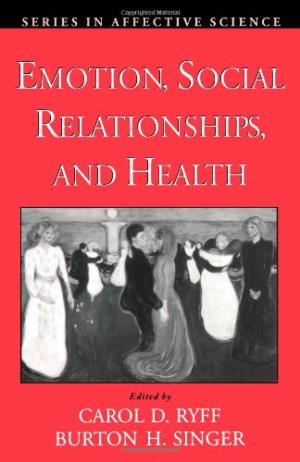 SERIES IN AFFECTIVE SCIENCE
EMOTION, SOCIAL
RELATIONSHIPS,
AND HEALTH
Edited by
CAROL D. RYFF
BURTON H. SINGER